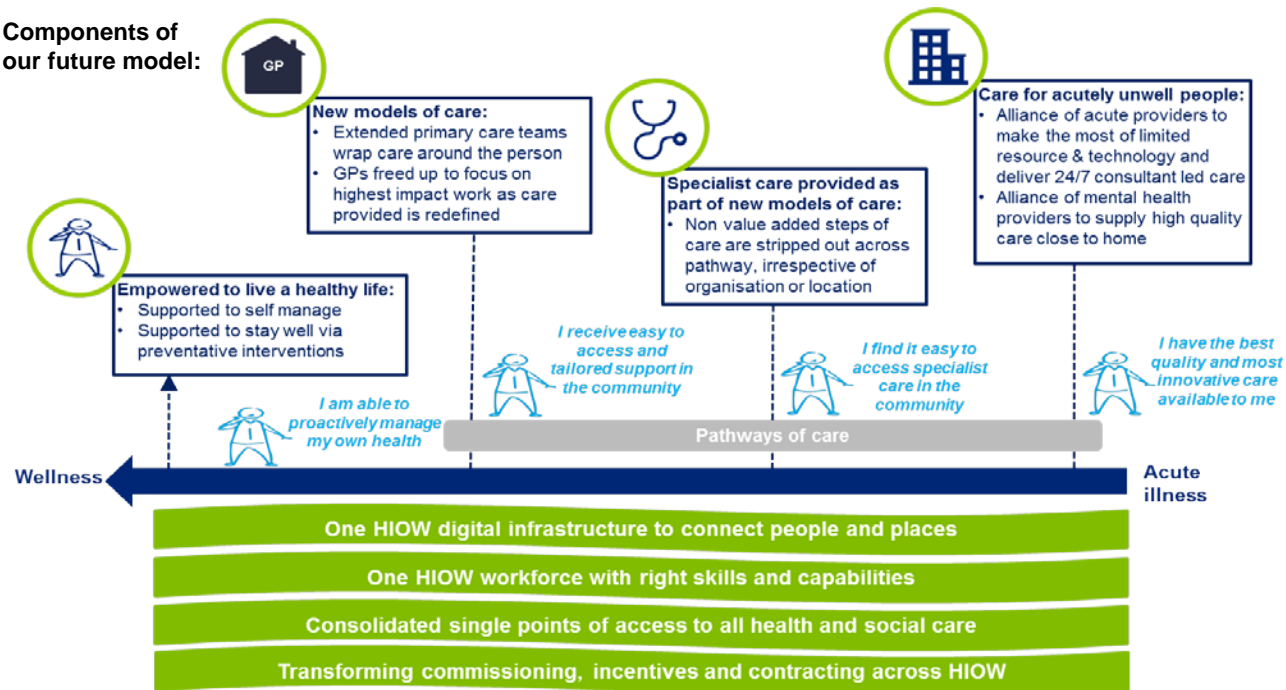 Components of
our future model:
GP
New models of care:
• Extended primary care teams
wrap care around the person
• GPs freed up to focus on
highest impact work as care
provided is redefined
Care for acutely unwell people:
• Alliance of acute providers to
make the most of limited
resource & technology and
deliver 24/7 consultant led care
• Alliance of mental health
providers to supply high quality
care close to home
Specialist care provided as
part of new models of care:
• Non value added steps of
care are stripped out across
pathway, irrespective of
organisation or location
Empowered to live a healthy life:
• Supported to self manage
• Supported to stay well via
preventative interventions
I am able to
proactively manage
my own health
I receive easy to
access and
tailored support in
the community
I find it easy to
access specialist
care in the
community
I have the best
quality and most
innovative care
available to me
Pathways of care
Wellness
Acute
illness
One HIOW digital infrastructure to connect people and places
One HIOW workforce with right skills and capabilities
Consolidated single points of access to all health and social care
Transforming commissioning, incentives and contracting across HIOW